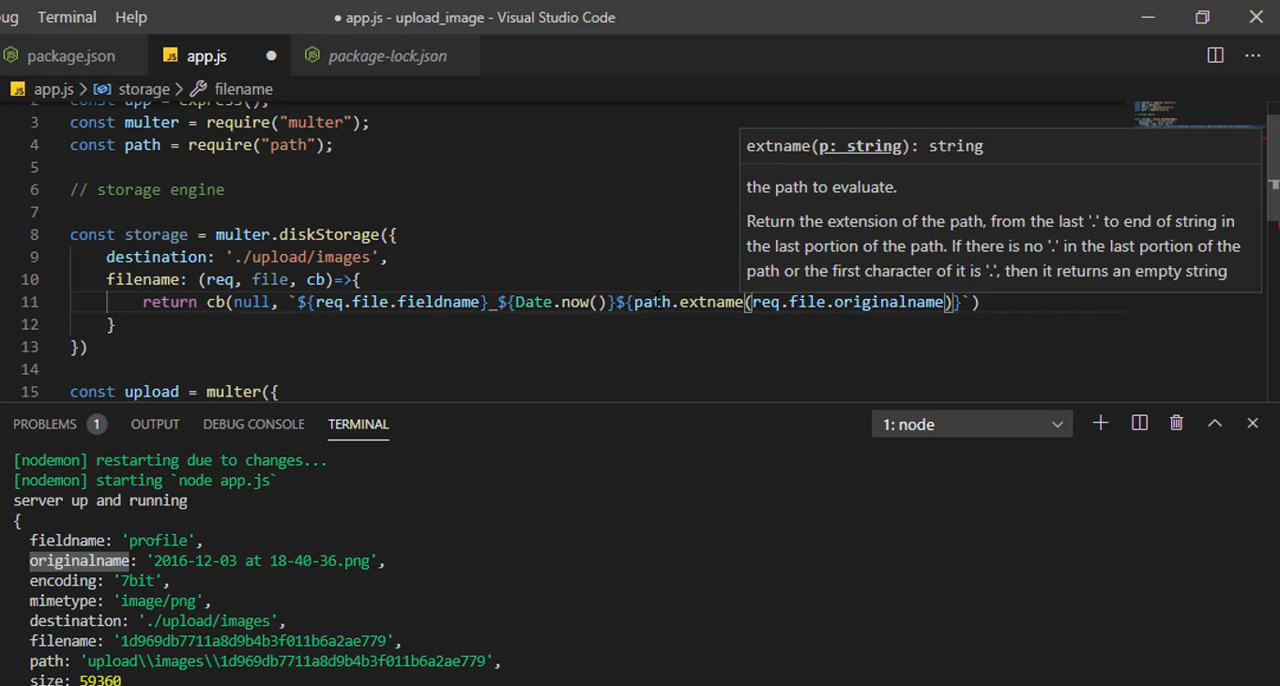 ug Terminal Help ● app.js - upload_image - Visual Studio Code
package.json JS app.js ● package-lock.json ...
JS app.js > storage > filename
2 const app = express();
3 const multer = require("multer");
4 const path = require("path");
5
6 // storage engine
7
8 const storage = multer.diskStorage({
9 destination: './upload/images',
10 filename: (req, file, cb)=>{
11 return cb(null, `${req.file.fieldname}_${Date.now()}${path.extname(req.file.originalname)}`)
12 }
13 })
14
15 const upload = multer({
extname(p: string): string
the path to evaluate.
Return the extension of the path, from the last '.' to end of string in
the last portion of the path. If there is no '.' in the last portion of the
path or the first character of it is '.', then it returns an empty string
PROBLEMS 1 OUTPUT DEBUG CONSOLE TERMINAL 1: node
[nodemon] restarting due to changes...
[nodemon] starting `node app.js`
server up and running
{
fieldname: 'profile',
originalname: '2016-12-03 at 18-40-36.png',
encoding: '7bit',
mimetype: 'image/png',
destination: './upload/images',
filename: '1d969db7711a8d9b4b3f011b6a2ae779',
path: 'upload\\images\\1d969db7711a8d9b4b3f011b6a2ae779',
size: 59360